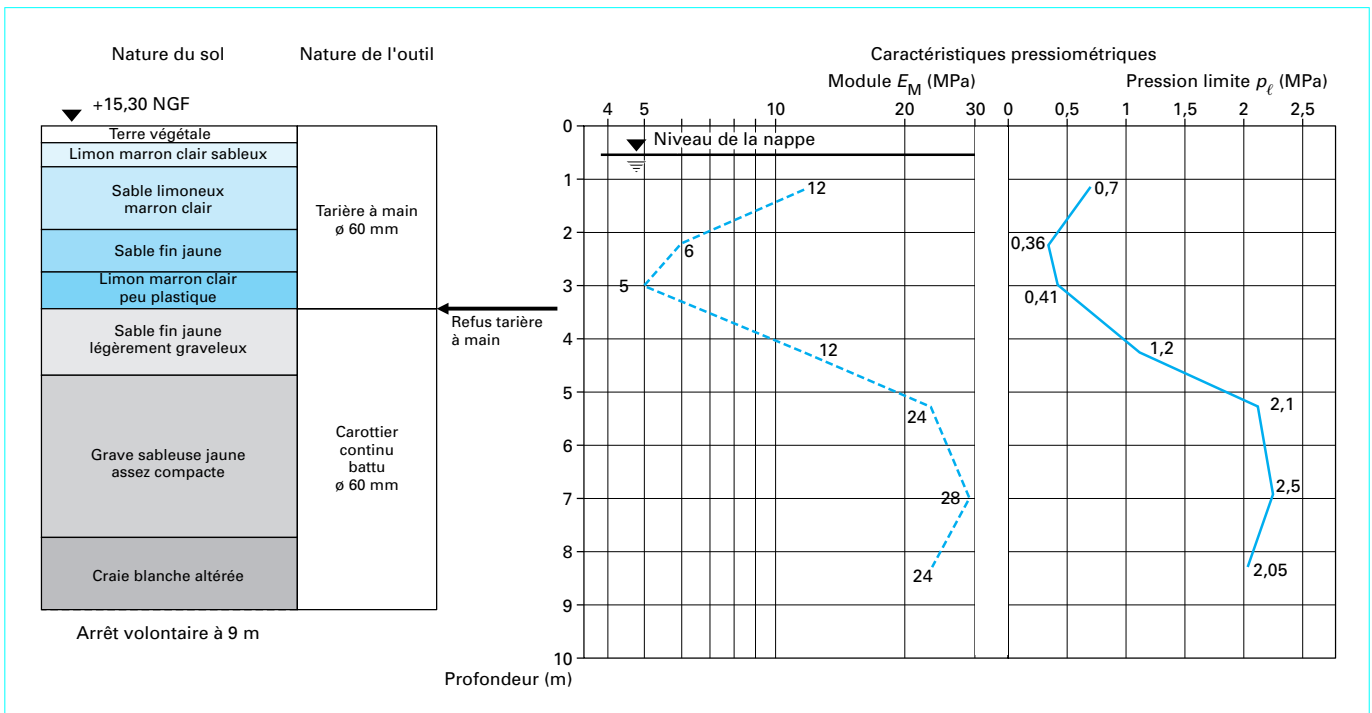 Nature du sol
Nature de l'outil
+15,30 NGF
Terre végétale
Limon marron clair sableux
Sable limoneux
marron clair
Sable fin jaune
Limon marron clair
peu plastique
Sable fin jaune
légèrement graveleux
Grave sableuse jaune
assez compacte
Craie blanche altérée
Arrêt volontaire à 9 m
Tarière à main
ø 60 mm
Carottier
continu
battu
ø 60 mm
Refus tarière
à main
Caractéristiques pressiométriques
Module E_M (MPa)
4 5 10 20 30
Niveau de la nappe
0
1
2
3
4
5
6
7
8
9
10
Profondeur (m)
12
6
5
12
24
28
24
Pression limite p_ℓ (MPa)
0 0,5 1 1,5 2 2,5
0,7
0,36
0,41
1,2
2,1
2,5
2,05